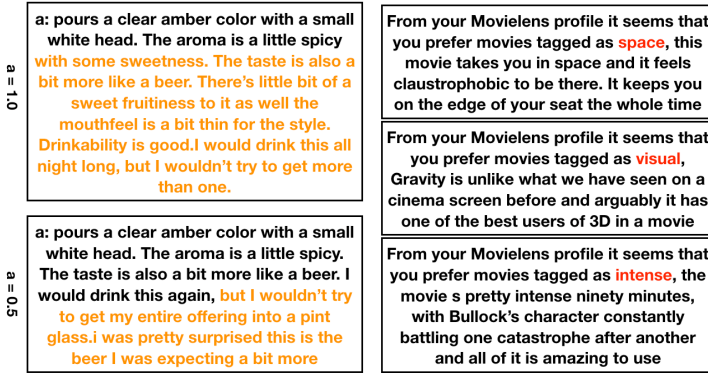 a = 1.0
a: pours a clear amber color with a small
white head. The aroma is a little spicy
with some sweetness. The taste is also a
bit more like a beer. There's little bit of a
sweet fruitiness to it as well the
mouthfeel is a bit thin for the style.
Drinkability is good.I would drink this all
night long, but I wouldn't try to get more
than one.
a = 0.5
a: pours a clear amber color with a small
white head. The aroma is a little spicy.
The taste is also a bit more like a beer. I
would drink this again, but I wouldn't try
to get my entire offering into a pint
glass.i was pretty surprised this is the
beer I was expecting a bit more
From your Movielens profile it seems that
you prefer movies tagged as space, this
movie takes you in space and it feels
claustrophobic to be there. It keeps you
on the edge of your seat the whole time
From your Movielens profile it seems that
you prefer movies tagged as visual,
Gravity is unlike what we have seen on a
cinema screen before and arguably it has
one of the best users of 3D in a movie
From your Movielens profile it seems that
you prefer movies tagged as intense, the
movie s pretty intense ninety minutes,
with Bullock's character constantly
battling one catastrophe after another
and all of it is amazing to use